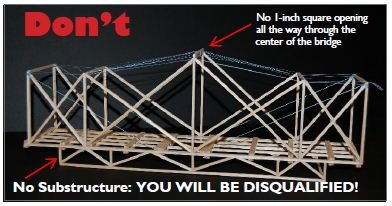 Don't
No 1-inch square opening
all the way through the
center of the bridge
No Substructure: YOU WILL BE DISQUALIFIED!